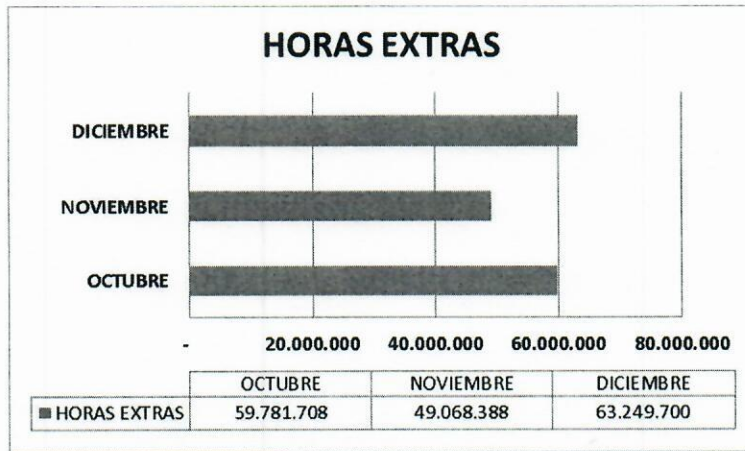 HORAS EXTRAS
DICIEMBRE
NOVIEMBRE
OCTUBRE
- 20.000.000 40.000.000 60.000.000 80.000.000
OCTUBRE NOVIEMBRE DICIEMBRE
HORAS EXTRAS 59.781.708 49.068.388 63.249.700